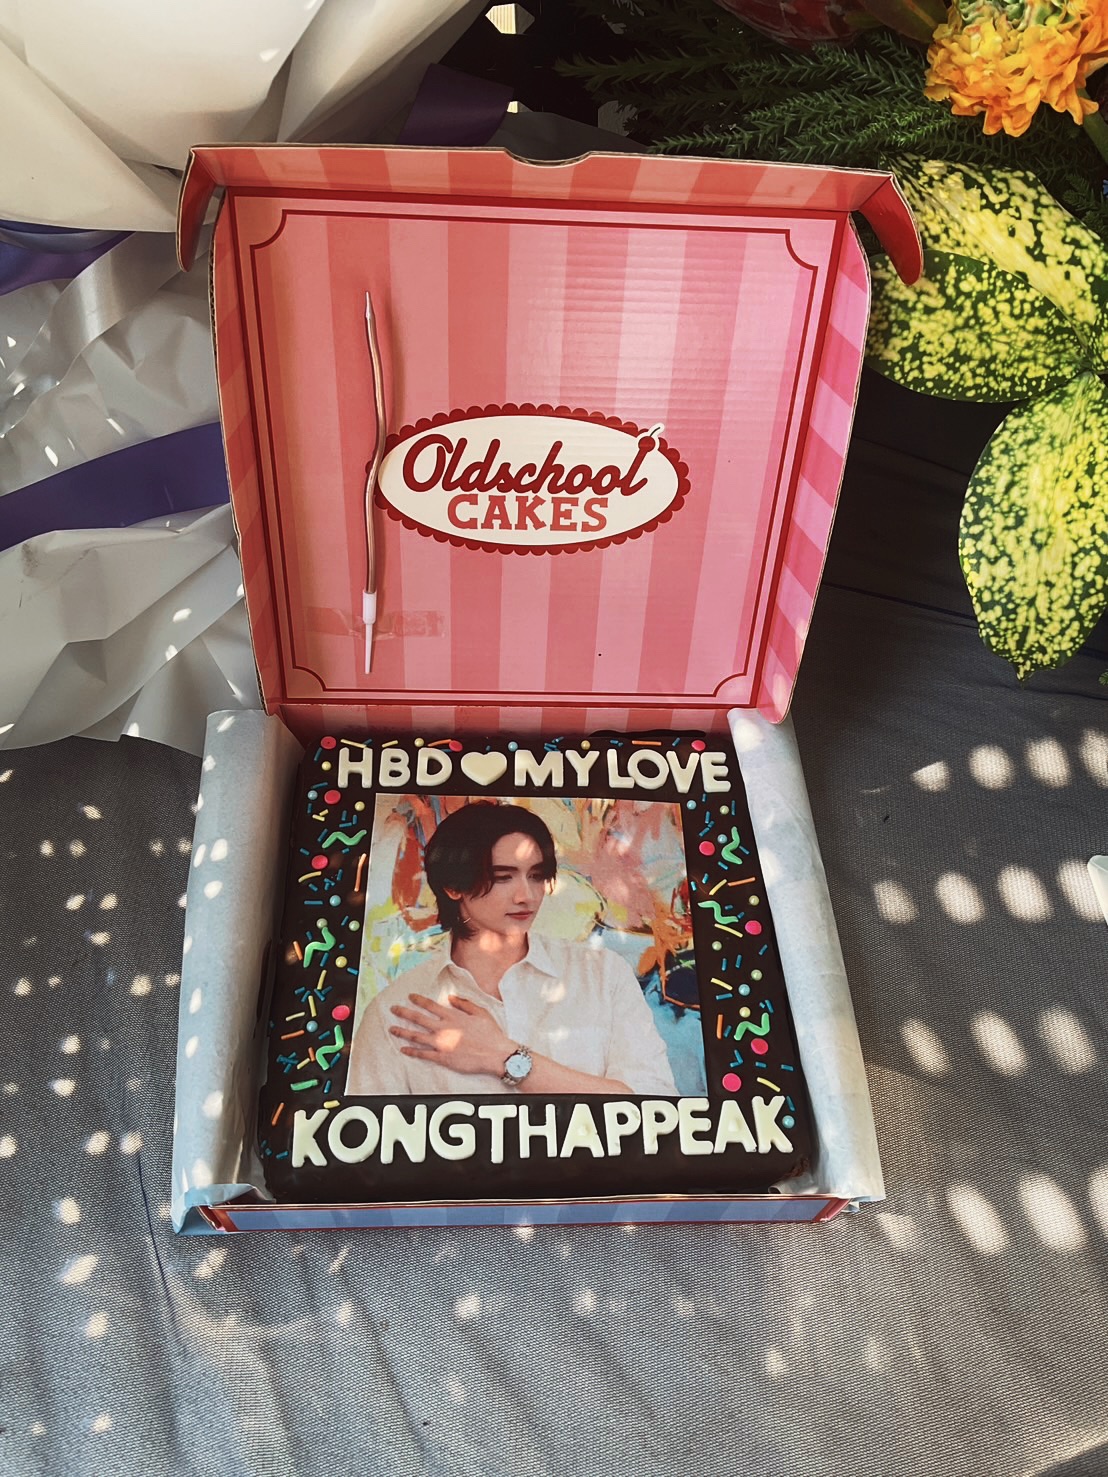 Oldschool
CAKES
HBD ♥ MY LOVE
KONGTHAPPEAK